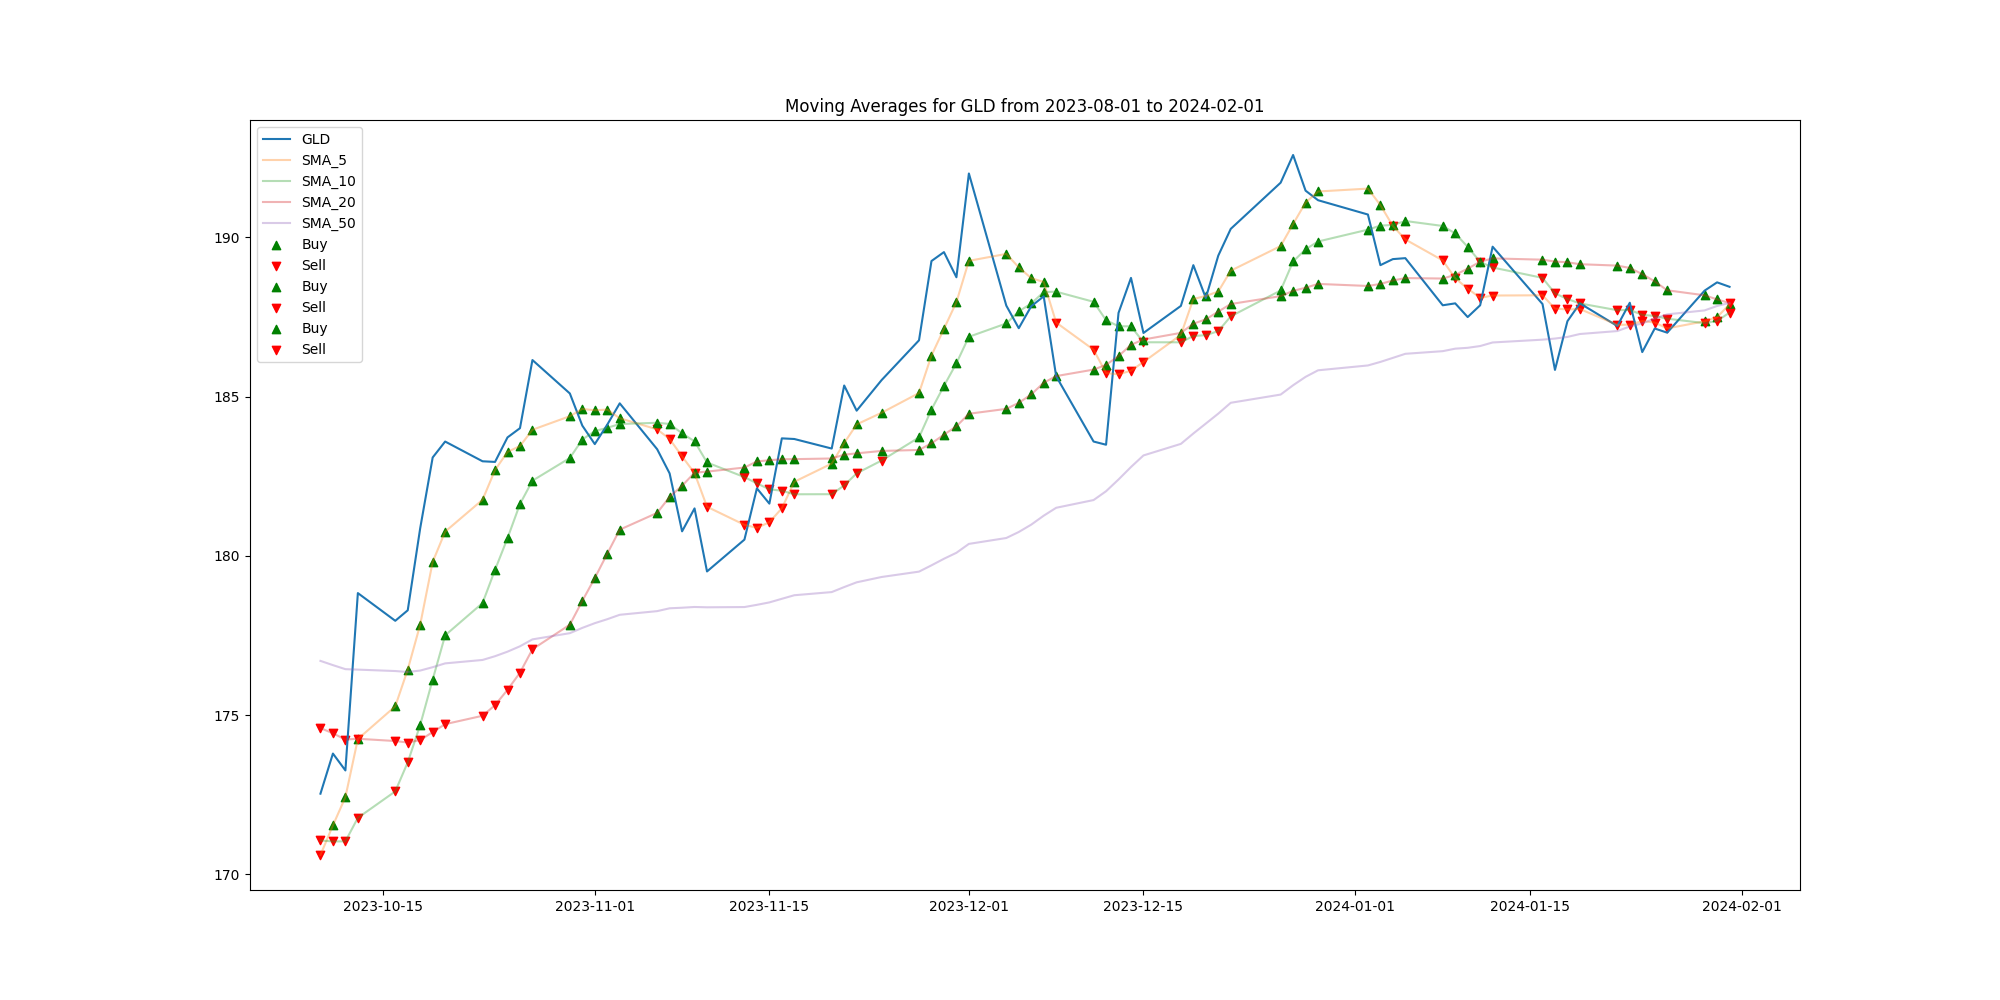 Moving Averages for GLD from 2023-08-01 to 2024-02-01
GLD
SMA_5
SMA_10
SMA_20
SMA_50
Buy
Sell
Buy
Sell
Buy
Sell
190
185
180
175
170
2023-10-15
2023-11-01
2023-11-15
2023-12-01
2023-12-15
2024-01-01
2024-01-15
2024-02-01